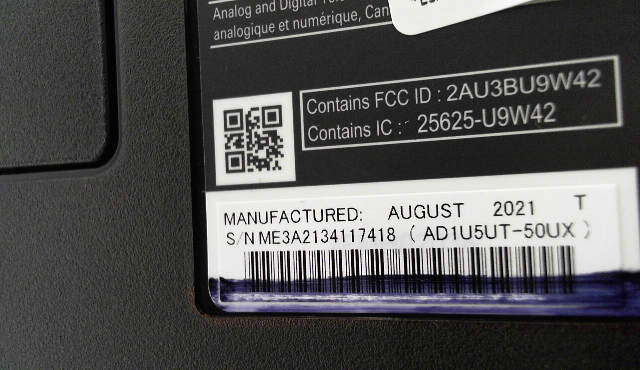 Analog and Digital
analogique et numérique, Can
Contains FCC ID : 2AU3BU9W42
Contains IC : 25625-U9W42
MANUFACTURED: AUGUST 2021 T
S/N ME3A2134117418 ( AD1U5UT-50UX )